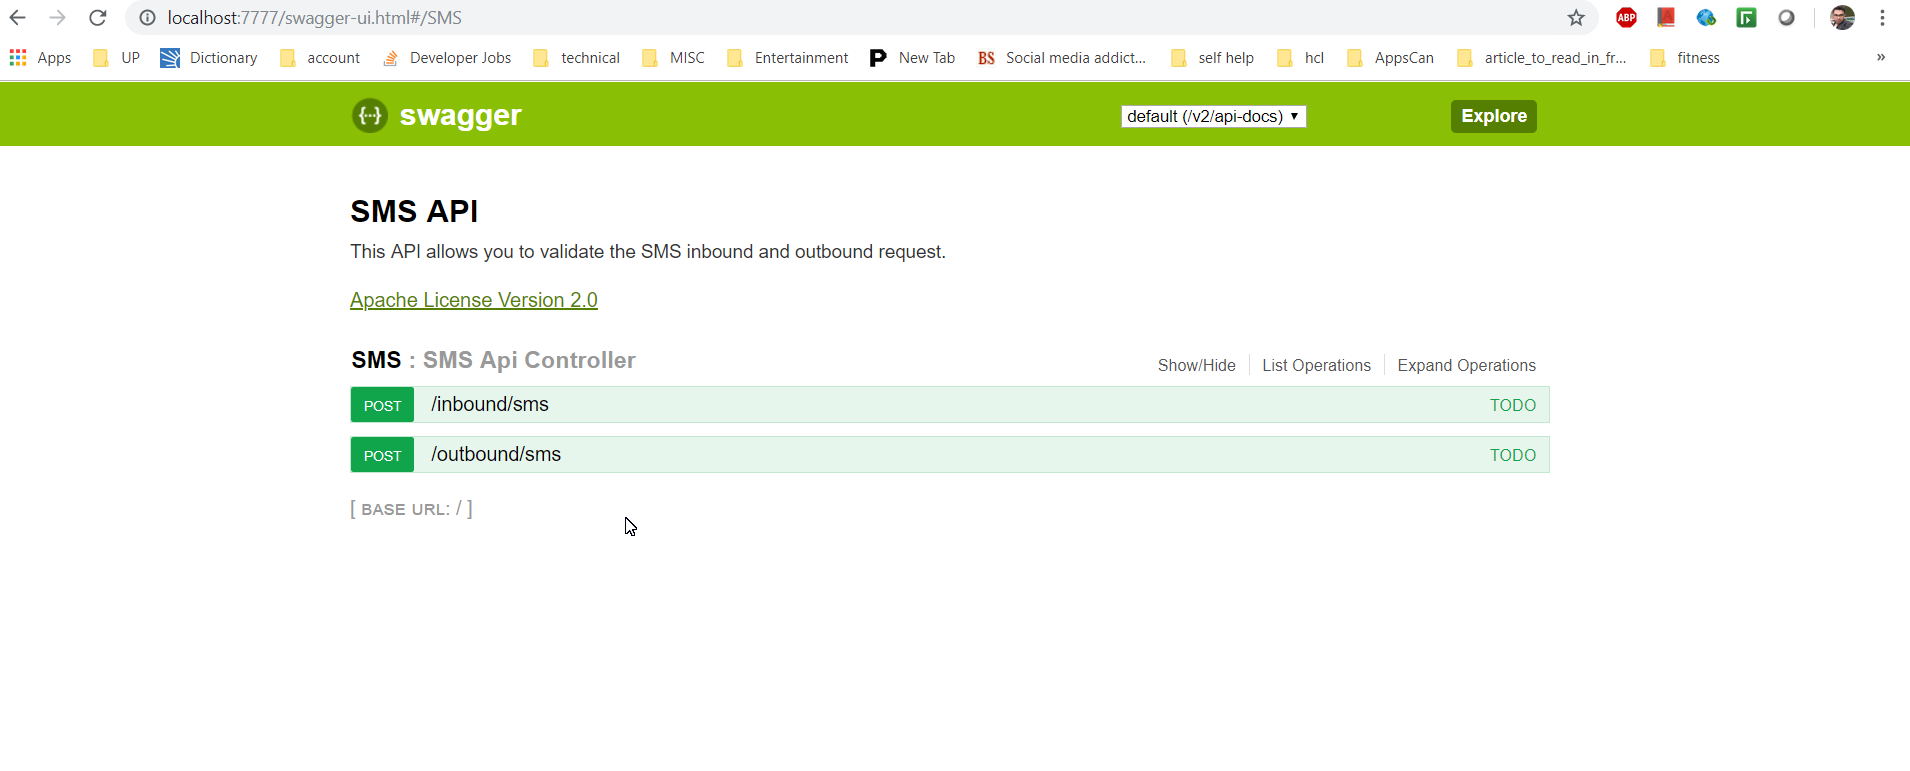 localhost:7777/swagger-ui.html#/SMS ABP
Apps UP Dictionary account Developer Jobs technical MISC Entertainment New Tab BS Social media addict... self help hcl AppsCan article_to_read_in_fr... fitness »
{···} swagger default (/v2/api-docs) Explore
SMS API
This API allows you to validate the SMS inbound and outbound request.
Apache License Version 2.0
SMS : SMS Api Controller Show/Hide List Operations Expand Operations
POST /inbound/sms TODO
POST /outbound/sms TODO
[ BASE URL: / ]